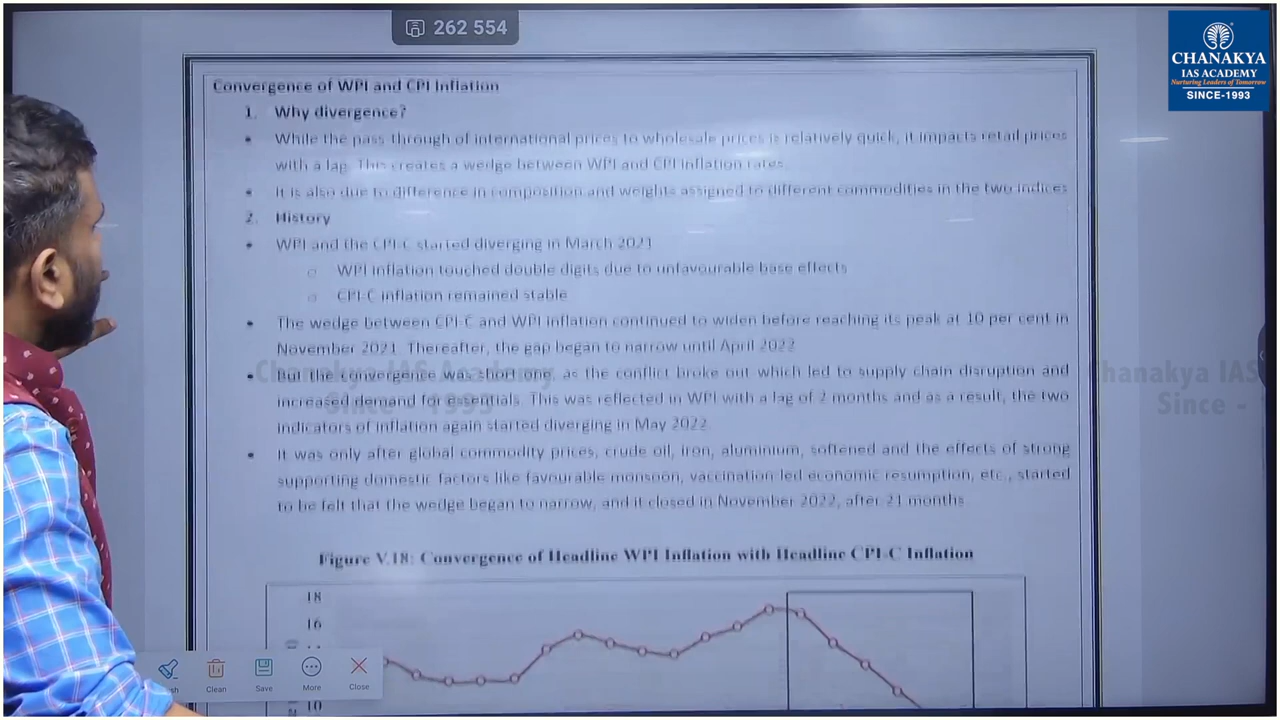 262 554
CHANAKYA
IAS ACADEMY
Nurturing Leaders of Tomorrow
SINCE-1993
Convergence of WPI and CPI Inflation
1. Why divergence?
• While the pass through of international prices to wholesale prices is relatively quick, it impacts retail prices
with a lag. This creates a wedge between WPI and CPI Inflation rates.
• It is also due to difference in composition and weights assigned to different commodities in the two indices
2. History
• WPI and the CPI-C started diverging in March 2021
○ WPI inflation touched double digits due to unfavourable base effects
○ CPI-C inflation remained stable
• The wedge between CPI-C and WPI inflation continued to widen before reaching its peak at 10 per cent in
November 2021. Thereafter, the gap began to narrow until April 2022
Chanakya IAS Academy
hanakya IAS
• But the convergence was short one, as the conflict broke out which led to supply chain disruption and
increased demand for essentials. This was reflected in WPI with a lag of 2 months and as a result, the two
Since - 1993
Since -
indicators of inflation again started diverging in May 2022
• It was only after global commodity prices, crude oil, iron, aluminium, softened and the effects of strong
supporting domestic factors like favourable monsoon, vaccination led economic resumption, etc., started
to be felt that the wedge began to narrow, and it closed in November 2022, after 21 months
Figure V.18: Convergence of Headline WPI Inflation with Headline CPI-C Inflation
18
16
10
sh Clean Save More Close